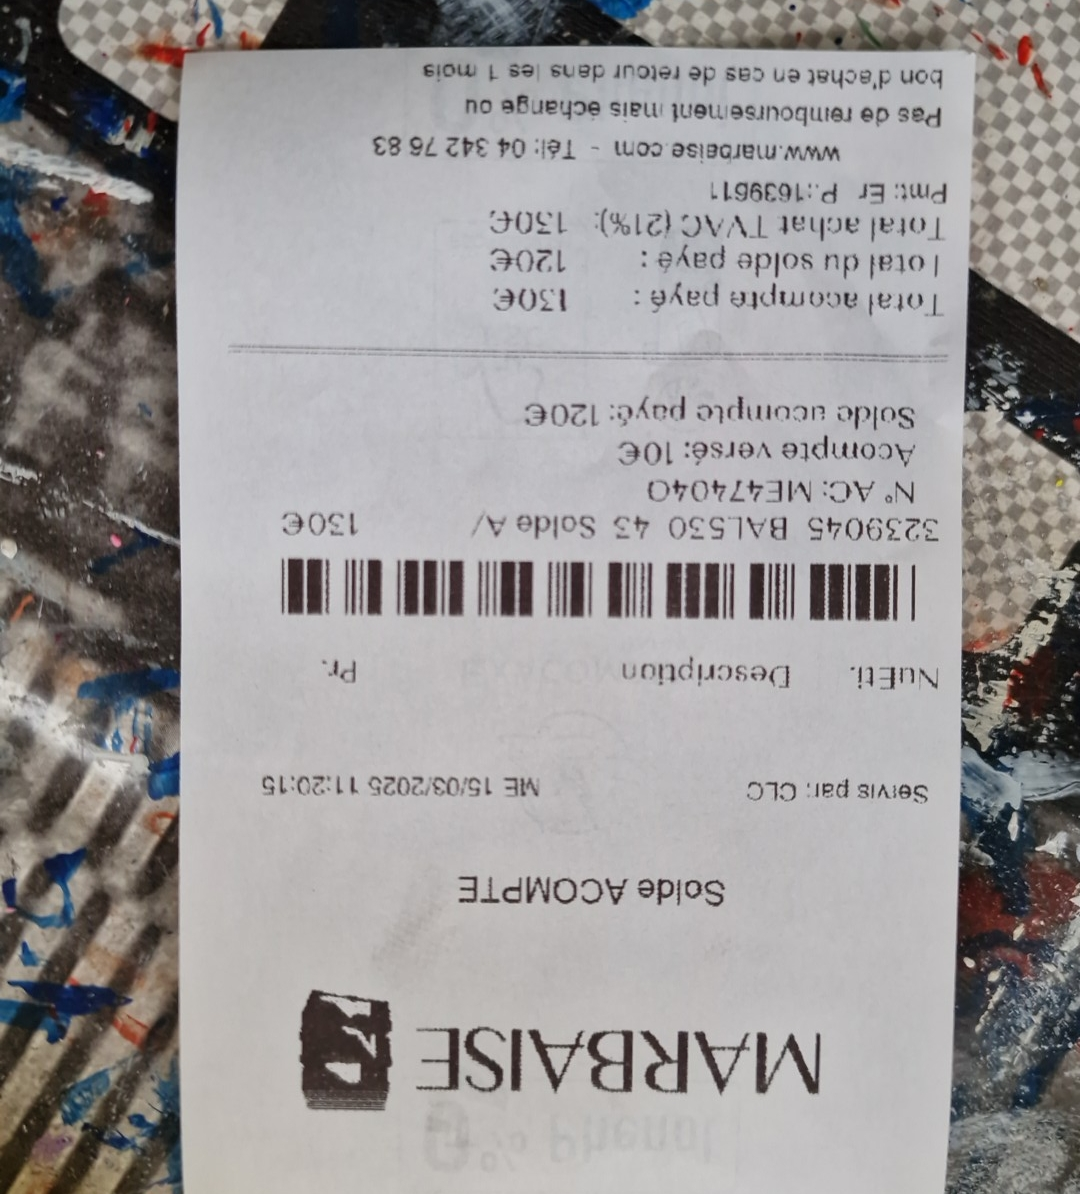 MARBAISE
Solde ACOMPTE
Servis par: CLC ME 15/03/2025 11:20:15
NuEti. Description Pr.
3239045 BAL530 43 Solde A/ 130€
N° AC: ME474040
Acompte versé: 10€
Solde acompte payé: 120€
Total acompte payé : 130€
Total du solde payé : 120€
Total achat TVAC (21%): 130€
Pmt: Er P.:1639611
www.marbaise.com - Tél: 04 342 76 83
Pas de remboursement mais échange ou
bon d'achat en cas de retour dans les 1 mois